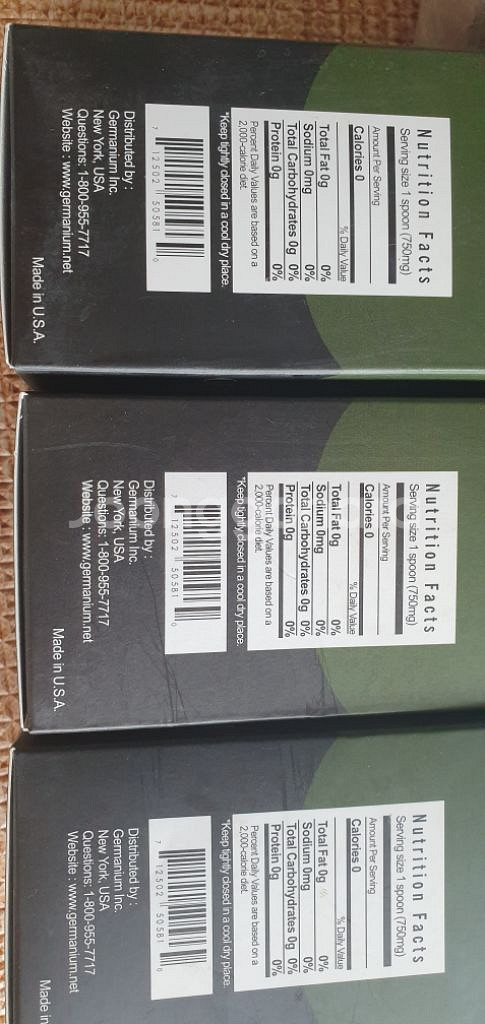 Nutrition Facts
Serving size 1 spoon (750mg)
Amount Per Serving
Calories 0
% Daily Value
Total Fat 0g 0%
Sodium 0mg 0%
Total Carbohydrates 0g 0%
Protein 0g 0%
Percent Daily Values are based on a
2,000-calorie diet.
*Keep tightly closed in a cool dry place.
7 12502 50581 0
Distributed by :
Germanium Inc.
New York, USA
Questions: 1-800-955-7717
Website : www.germanium.net
Made in U.S.A.
Nutrition Facts
Serving size 1 spoon (750mg)
Amount Per Serving
Calories 0
% Daily Value
Total Fat 0g 0%
Sodium 0mg 0%
Total Carbohydrates 0g 0%
Protein 0g 0%
Percent Daily Values are based on a
2,000-calorie diet.
*Keep tightly closed in a cool dry place.
7 12502 50581 0
Distributed by :
Germanium Inc.
New York, USA
Questions: 1-800-955-7717
Website : www.germanium.net
Made in U.S.A.
Nutrition Facts
Serving size 1 spoon (750mg)
Amount Per Serving
Calories 0
% Daily Value
Total Fat 0g 0%
Sodium 0mg 0%
Total Carbohydrates 0g 0%
Protein 0g 0%
Percent Daily Values are based on a
2,000-calorie diet.
*Keep tightly closed in a cool dry place.
7 12502 50581 0
Distributed by :
Germanium Inc.
New York, USA
Questions: 1-800-955-7717
Website : www.germanium.net
Made in